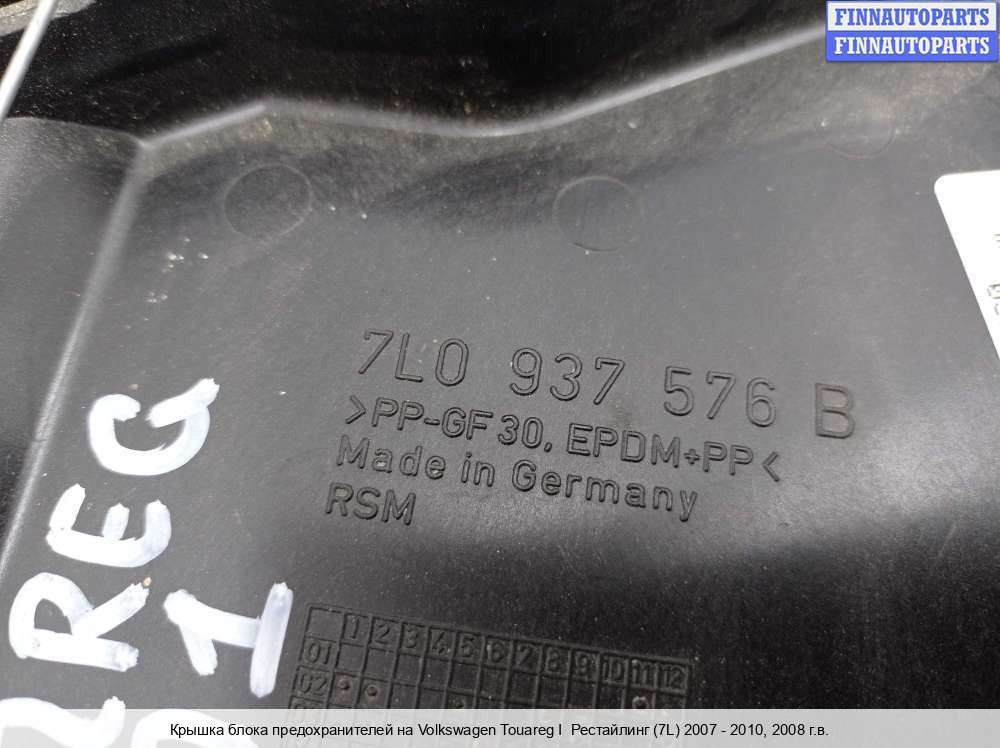 FINNAUTOPARTS
FINNAUTOPARTS
7L0 937 576 B
>PP-GF30, EPDM+PP<
Made in Germany
RSM
REG
1 2 3 4 5 6 7 8 9 10 11 12
01
02
Крышка блока предохранителей на Volkswagen Touareg I Рестайлинг (7L) 2007 - 2010, 2008 г.в.